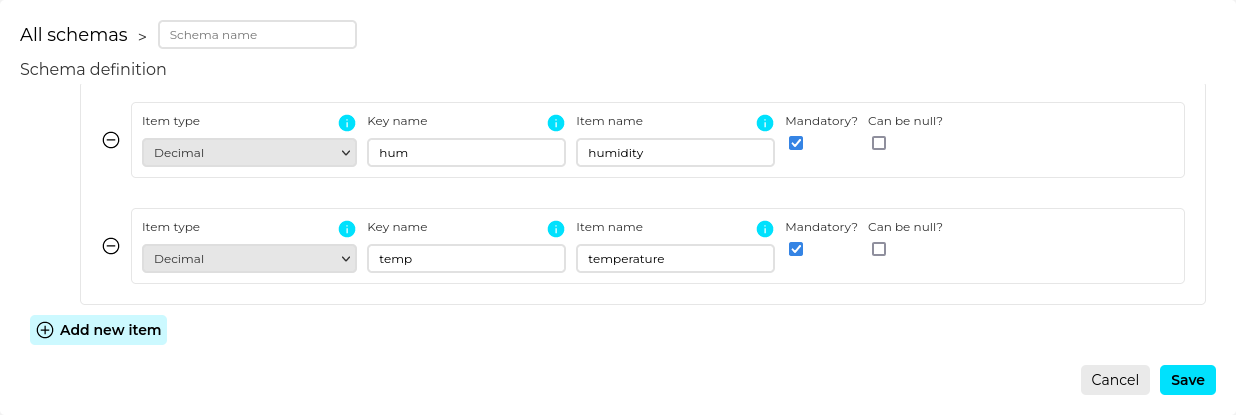 All schemas > Schema name
Schema definition
Item type Key name Item name Mandatory? Can be null?
Decimal hum humidity
Item type Key name Item name Mandatory? Can be null?
Decimal temp temperature
Add new item
Cancel Save